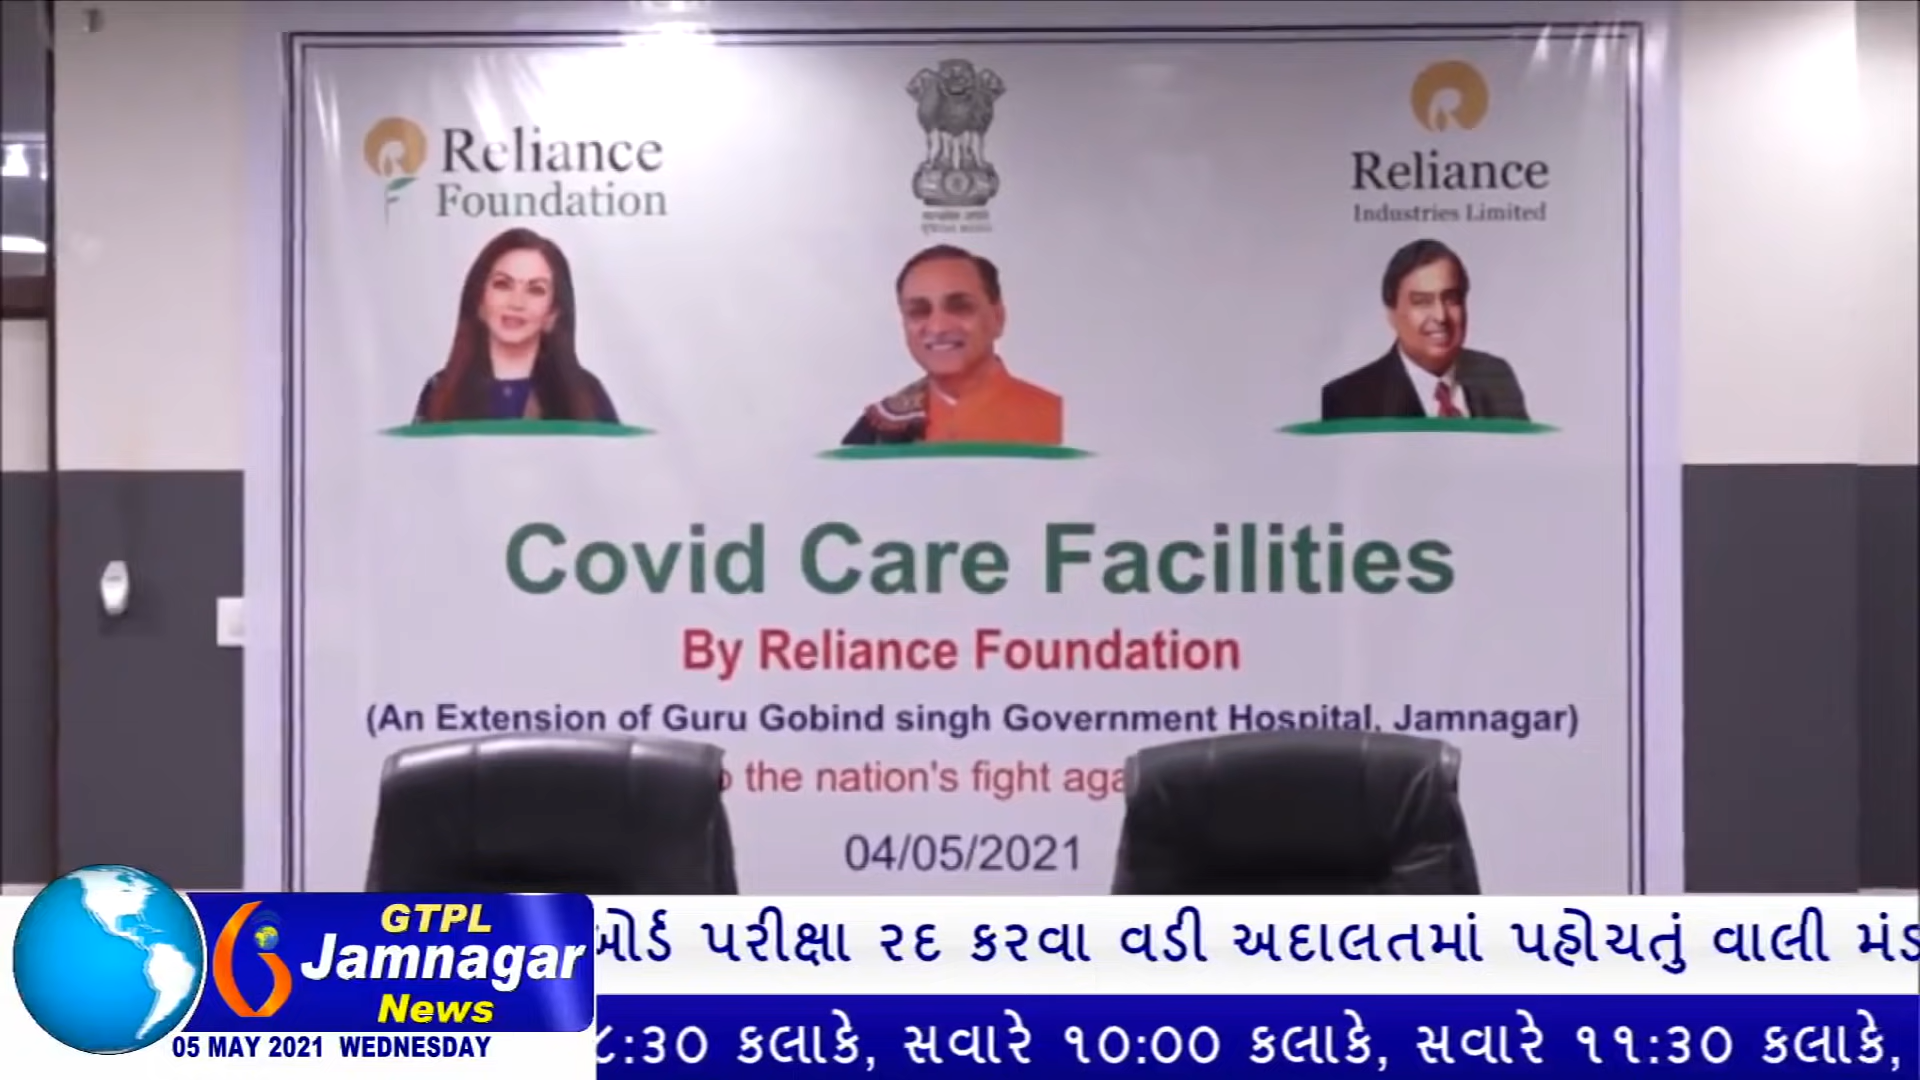 Reliance
Foundation
Reliance
Industries Limited
Covid Care Facilities
By Reliance Foundation
(An Extension of Guru Gobind singh Government Hospital, Jamnagar)
the nation's fight
04/05/2021
GTPL
Jamnagar
News
05 MAY 2021 WEDNESDAY
પરીક્ષા રદ કરવા વડી અદાલતમાં પહોચતું વાલી
૮:૩૦ કલાકે, સવારે ૧૦:૦૦ કલાકે, સવારે ૧૧:૩૦ કલાકે,